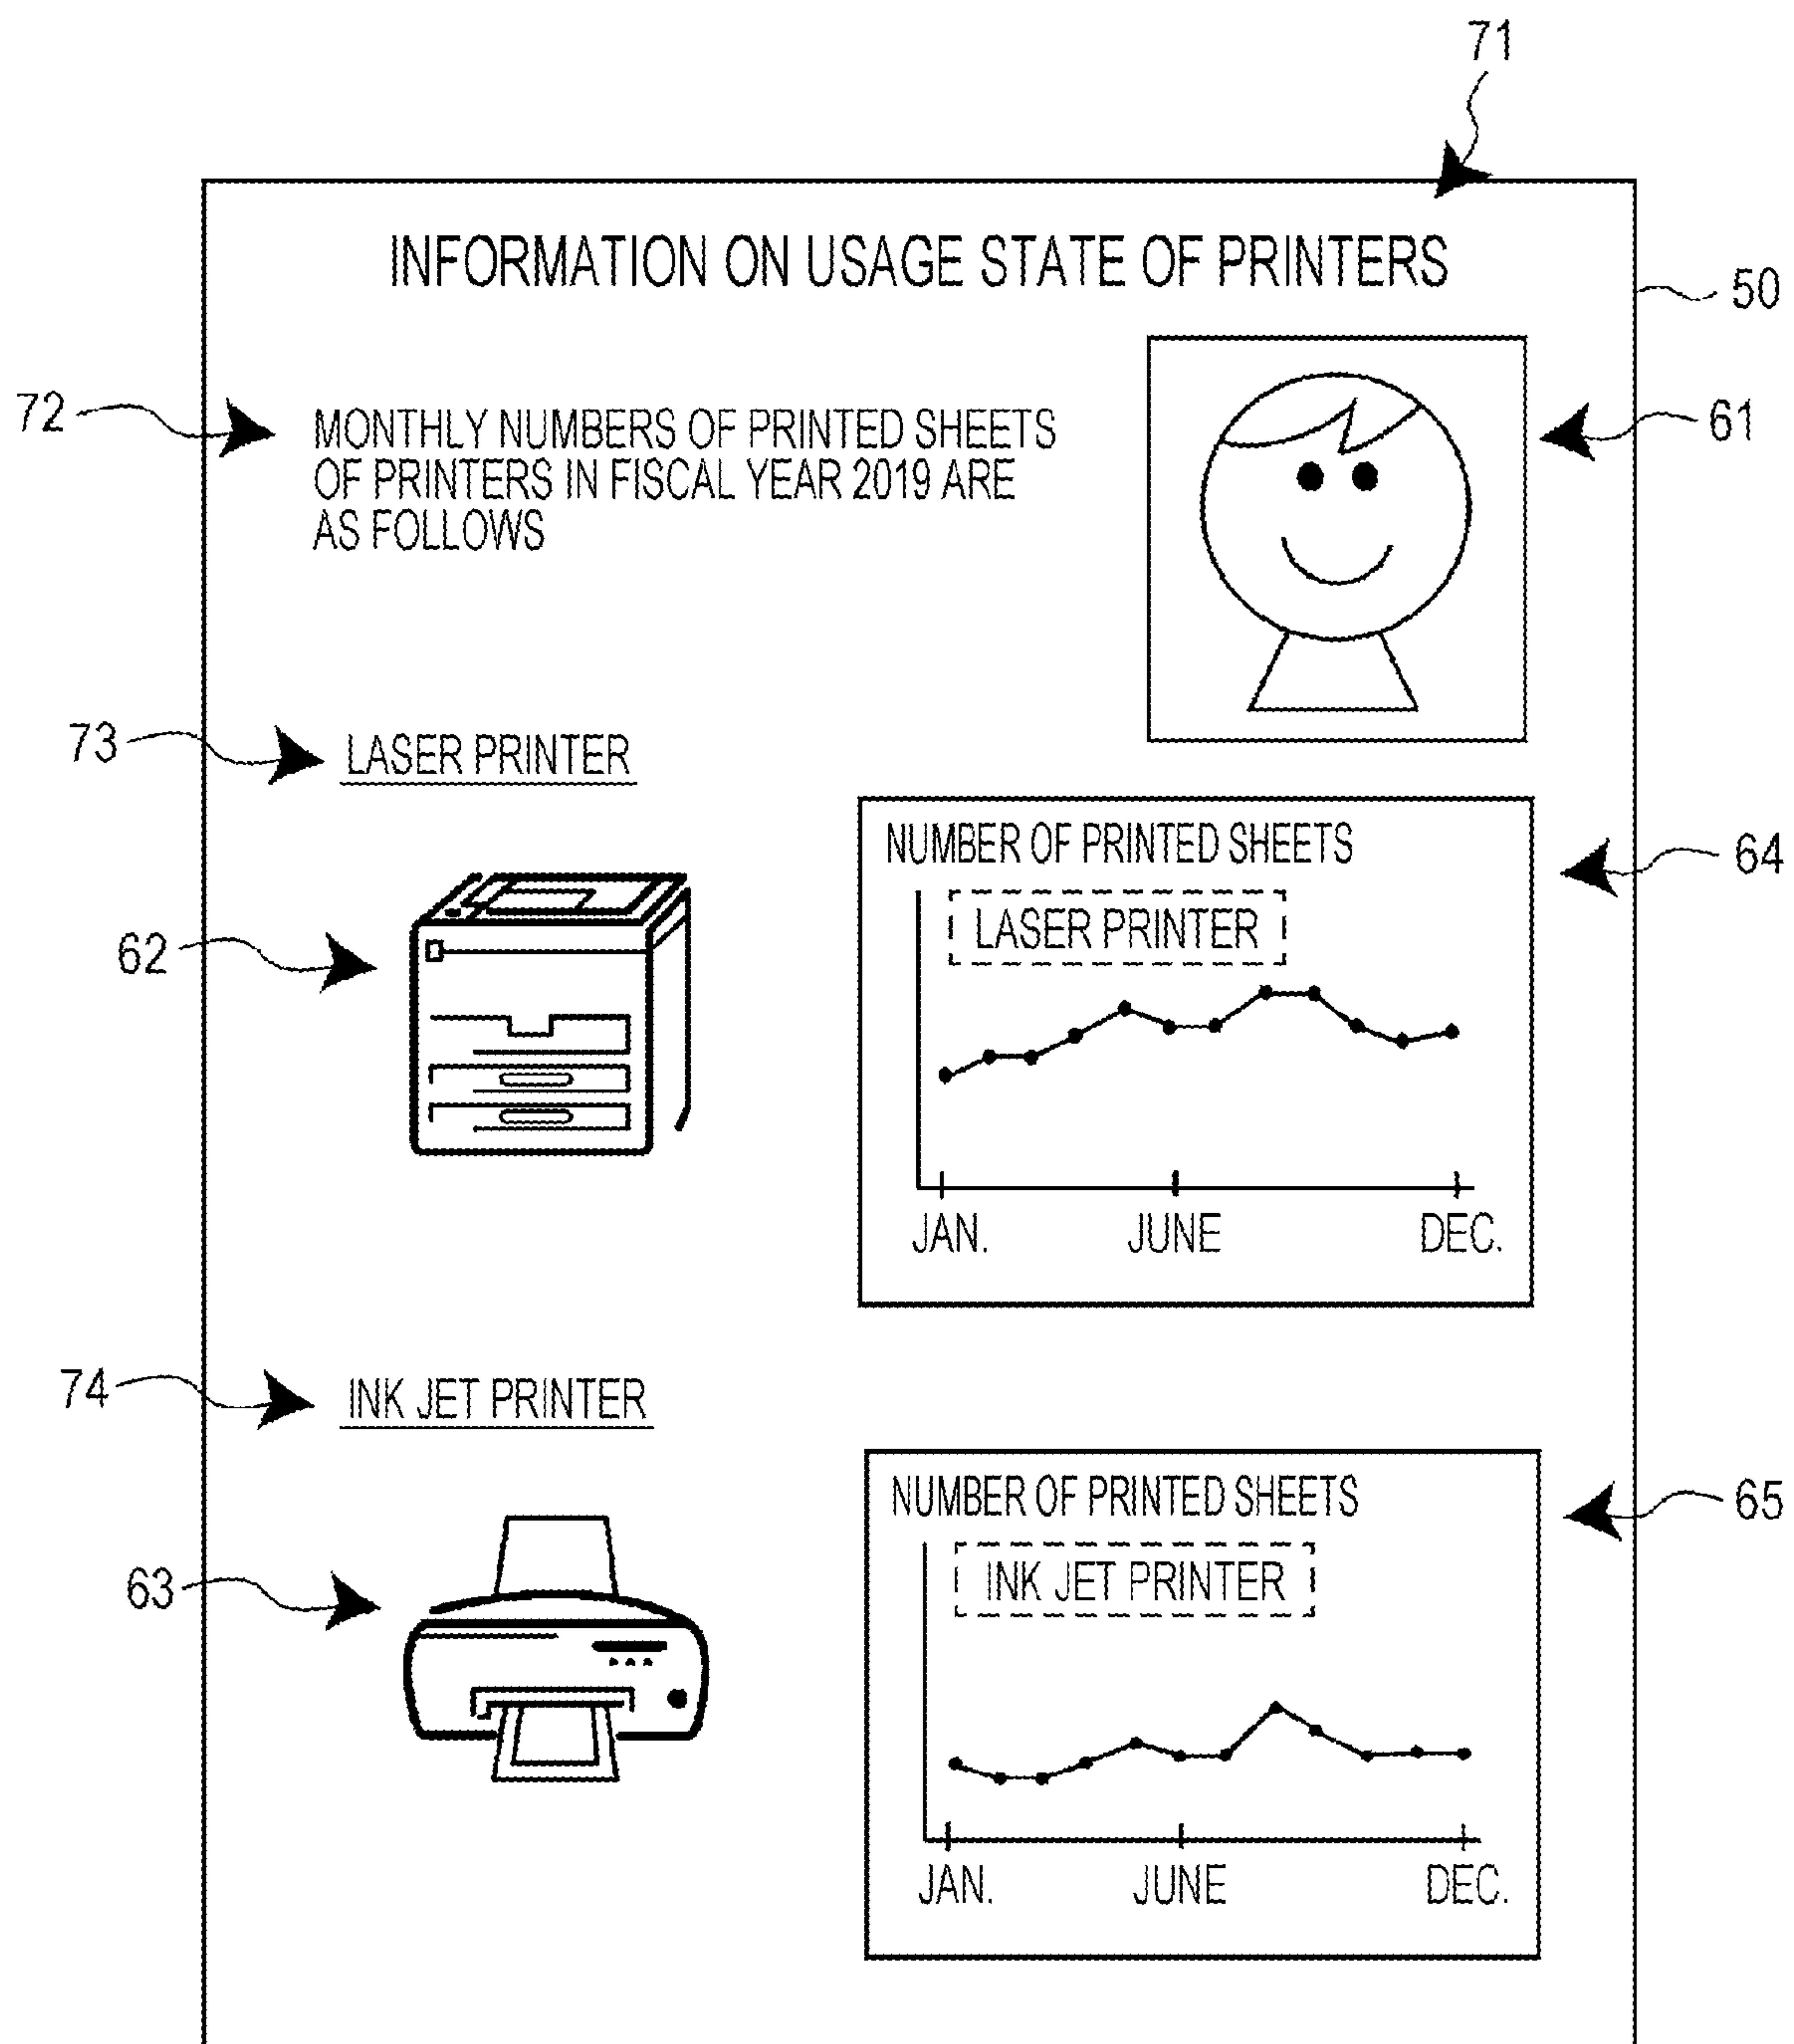 71
INFORMATION ON USAGE STATE OF PRINTERS
50
72
MONTHLY NUMBERS OF PRINTED SHEETS
OF PRINTERS IN FISCAL YEAR 2019 ARE
AS FOLLOWS
61
73
LASER PRINTER
NUMBER OF PRINTED SHEETS
64
LASER PRINTER
62
JAN. JUNE DEC.
74
INK JET PRINTER
NUMBER OF PRINTED SHEETS
65
INK JET PRINTER
63
JAN. JUNE DEC.